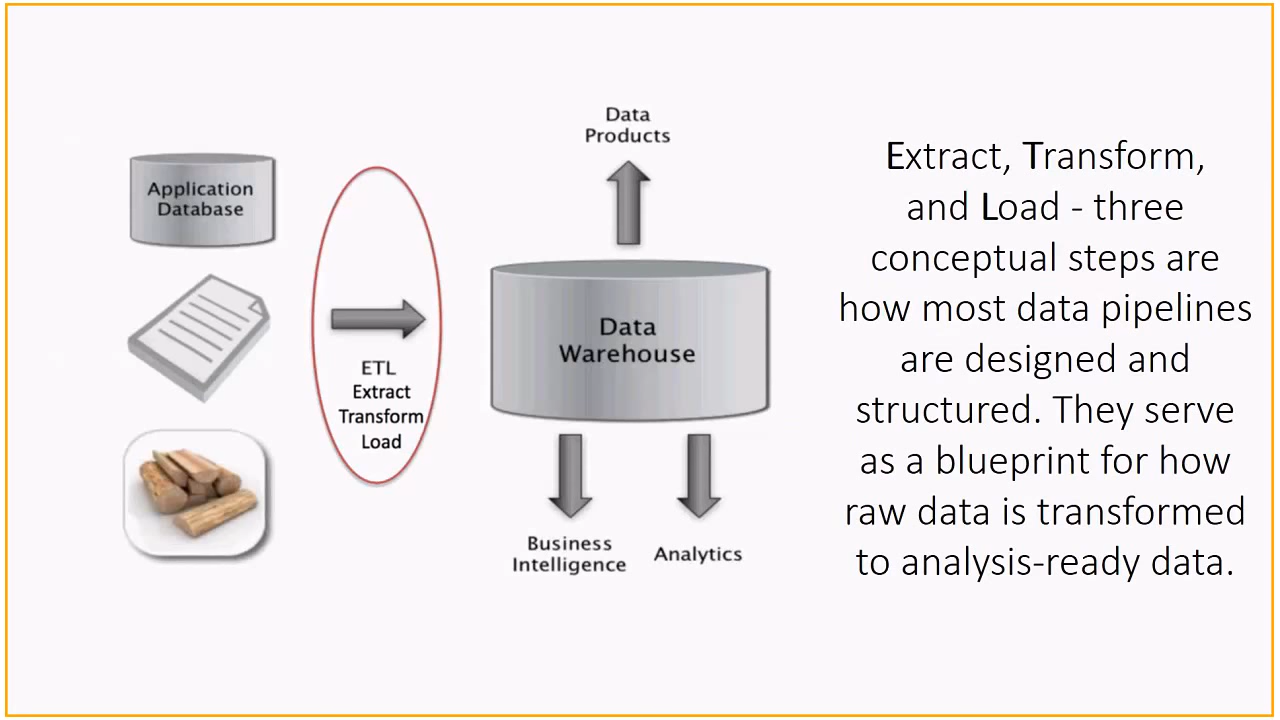 Data
Products
Application
Database
ETL
Extract
Transform
Load
Data
Warehouse
Business
Intelligence
Analytics
Extract, Transform,
and Load - three
conceptual steps are
how most data pipelines
are designed and
structured. They serve
as a blueprint for how
raw data is transformed
to analysis-ready data.